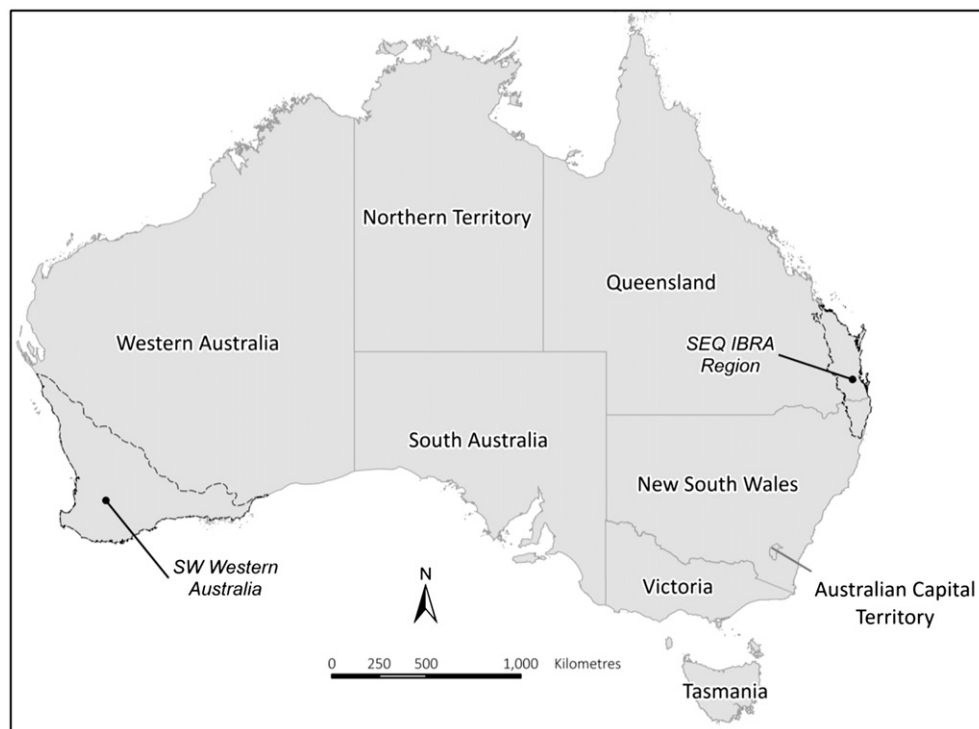 Northern Territory
Queensland
Western Australia
SEQ IBRA
Region
South Australia
New South Wales
SW Western
Australia
N
Victoria
Australian Capital
Territory
0 250 500 1,000 Kilometres
Tasmania